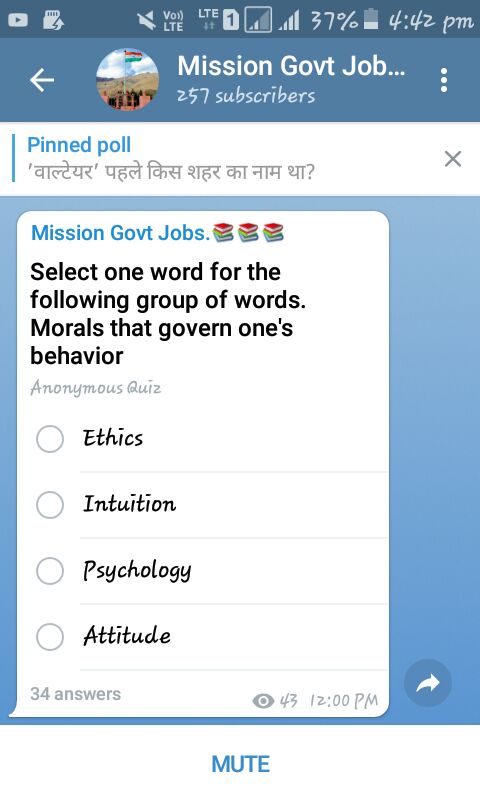 Vo))
LTE LTE 1 37% 4:42 pm
Mission Govt Job...
257 subscribers
Pinned poll
'वाल्टेयर' पहले किस शहर का नाम था?
Mission Govt Jobs.📚📚📚
Select one word for the
following group of words.
Morals that govern one's
behavior
Anonymous Quiz
Ethics
Intuition
Psychology
Attitude
34 answers 43 12:00 PM
MUTE